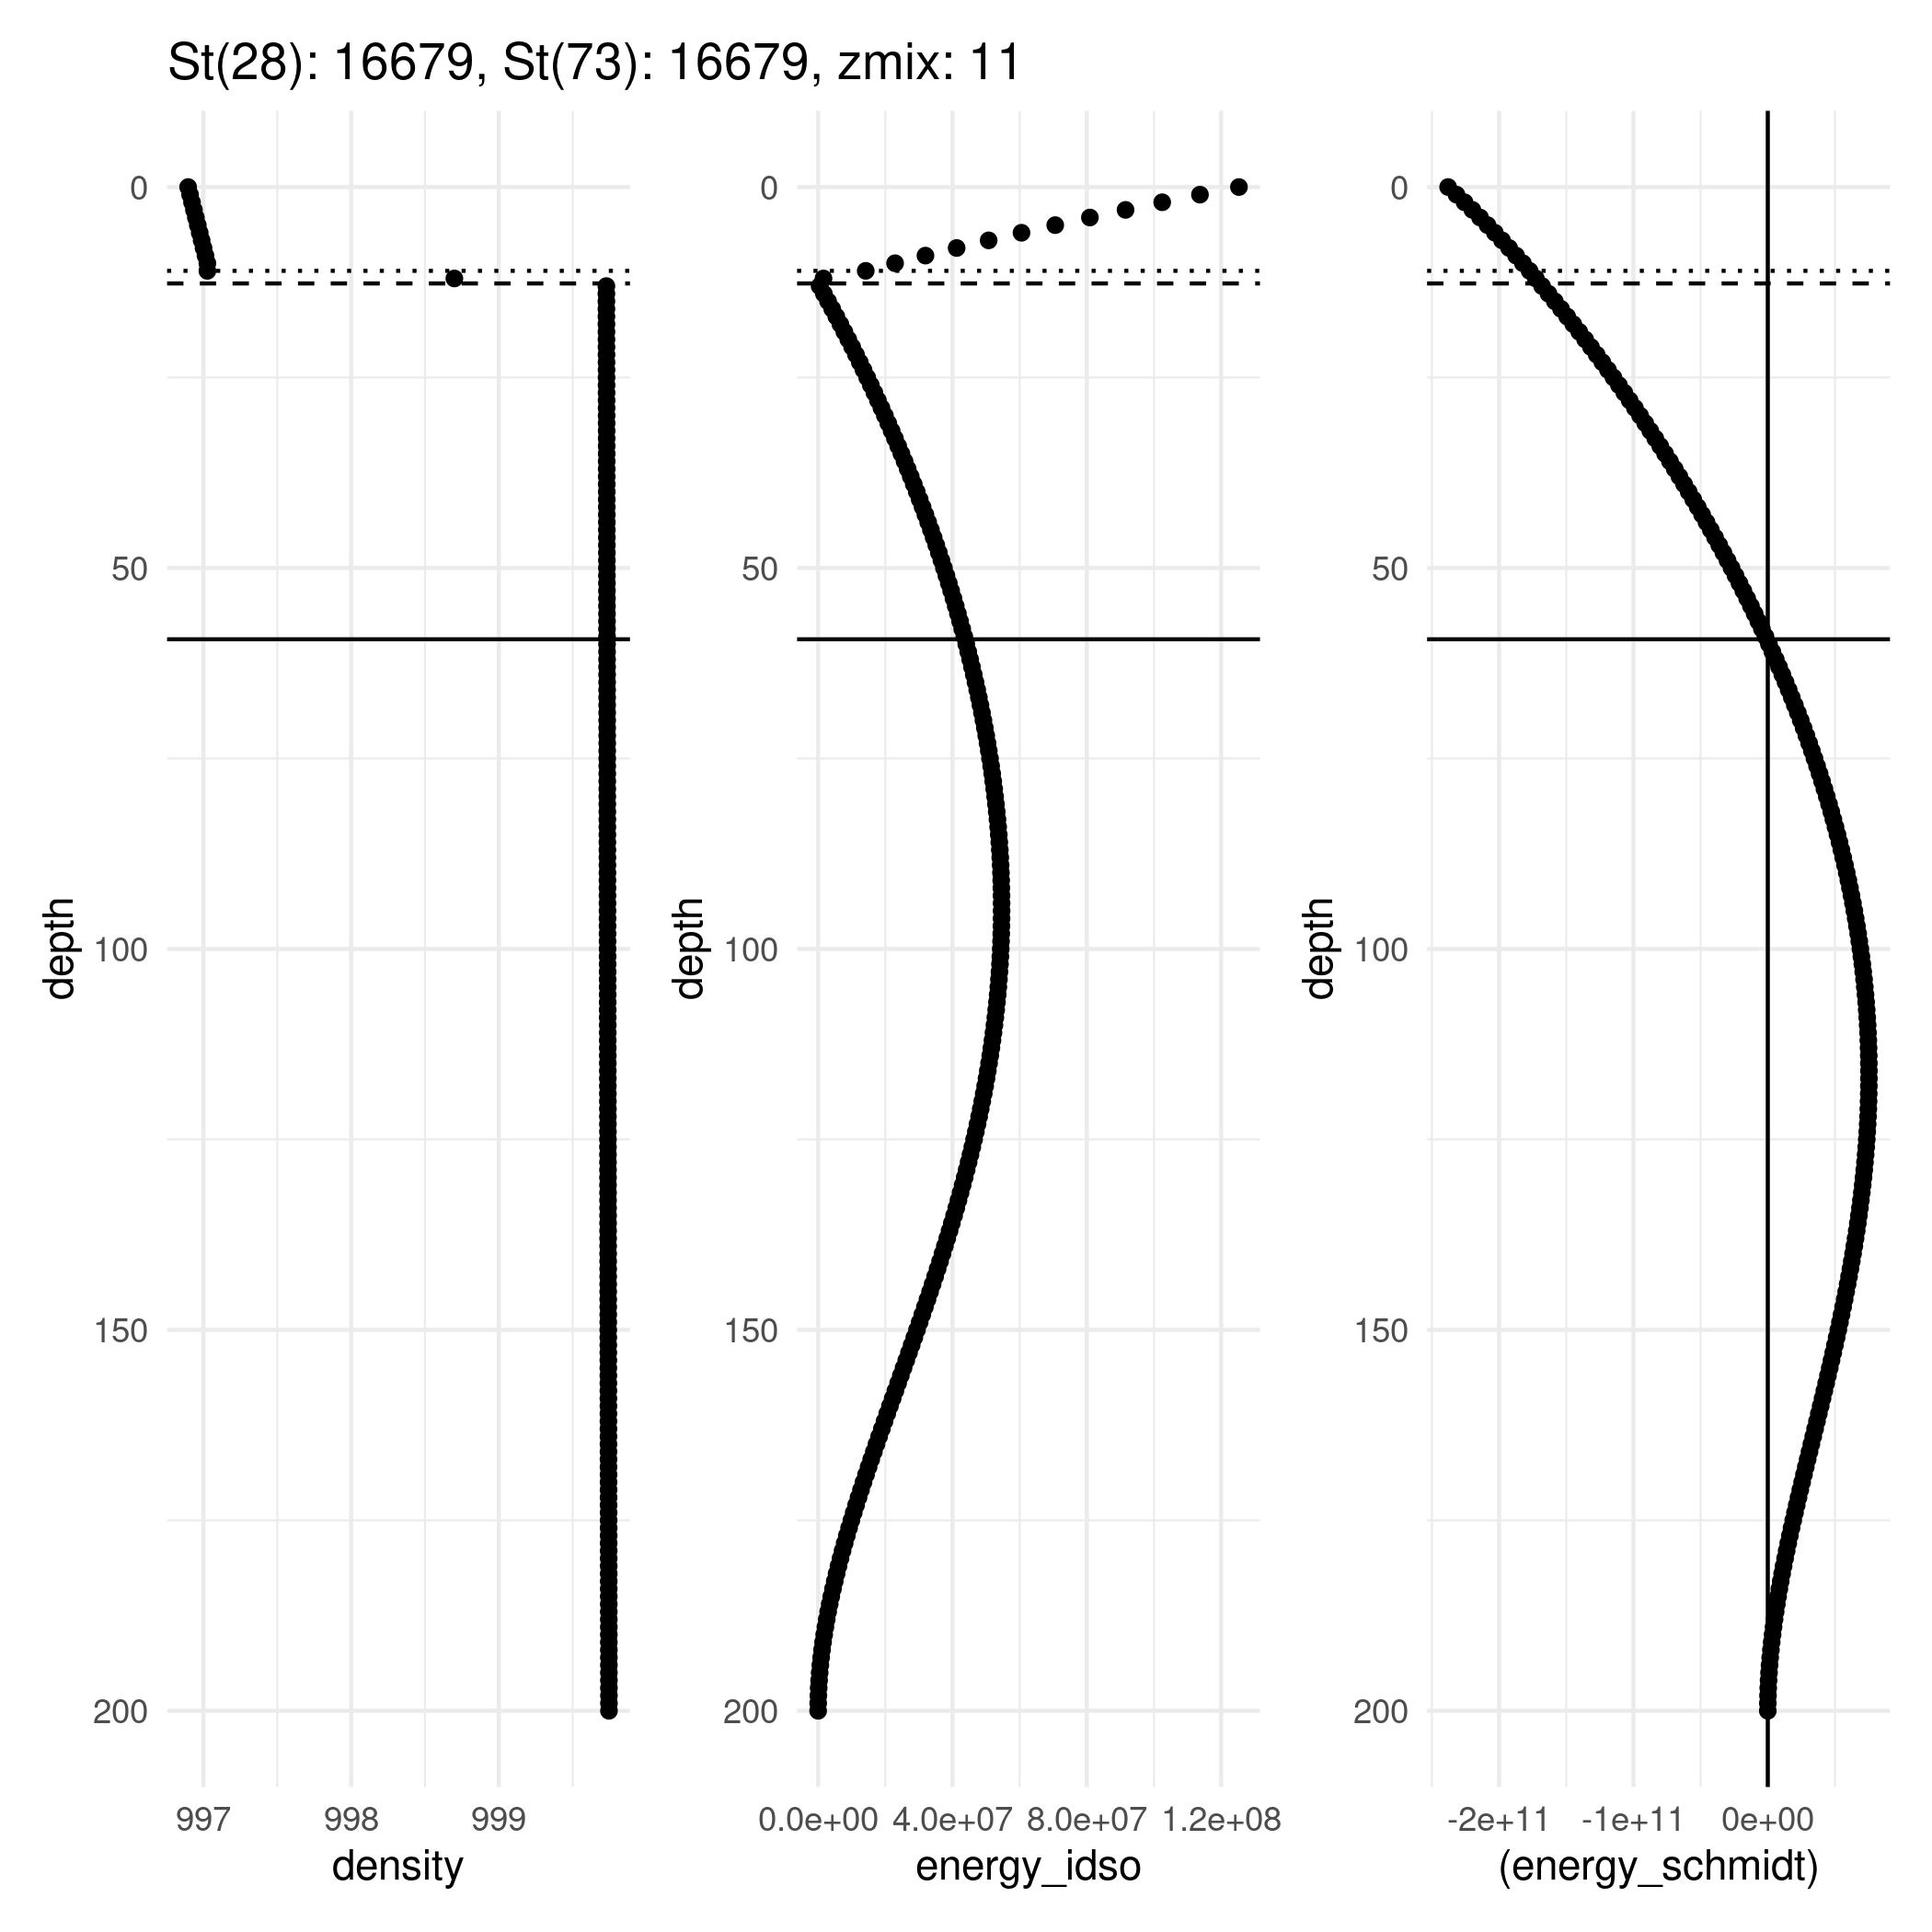 St(28): 16679, St(73): 16679, zmix: 11
depth
0
50
100
150
200
997 998 999
density
depth
0
50
100
150
200
0.0e+00 4.0e+07 8.0e+07 1.2e+08
energy_idso
depth
0
50
100
150
200
-2e+11 -1e+11 0e+00
(energy_schmidt)